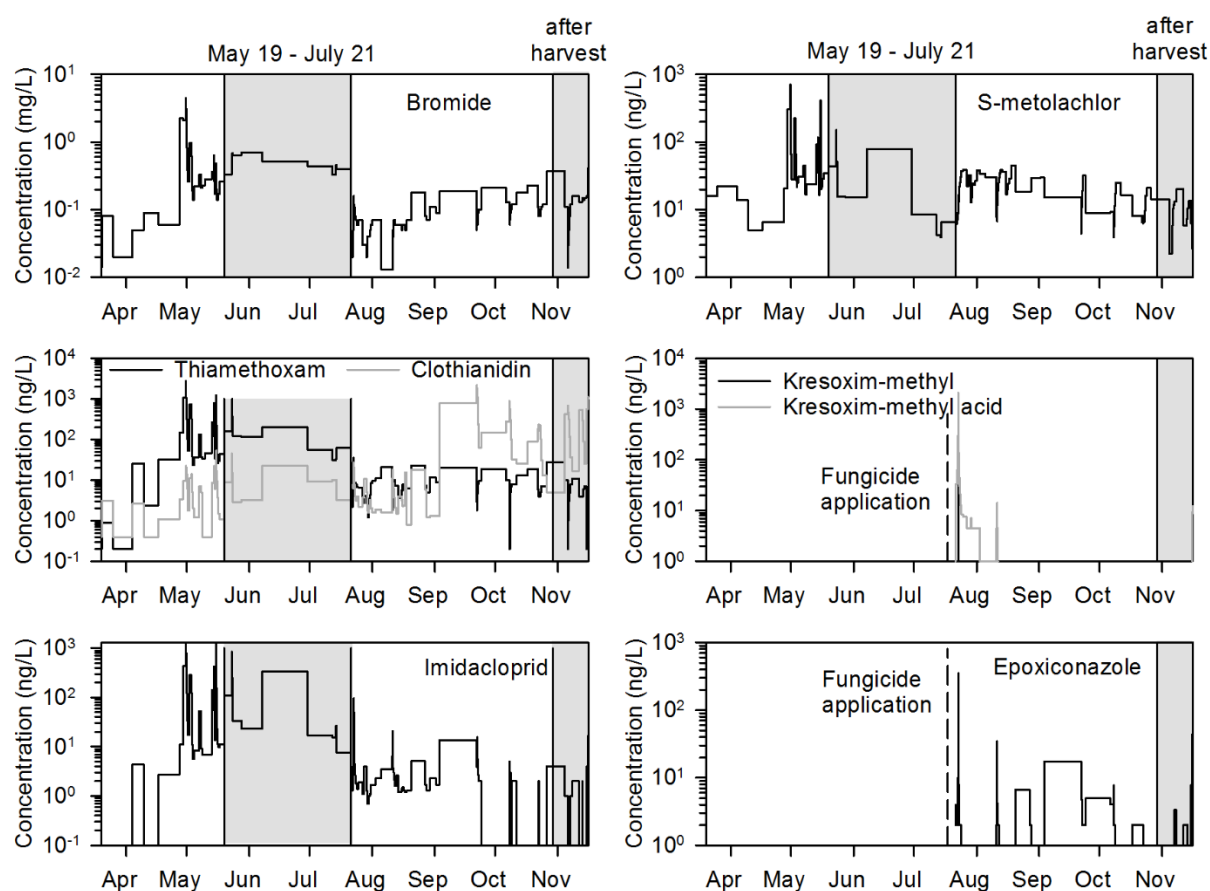 after
harvest
May 19 - July 21
Concentration (mg/L)
10¹
10⁰
10⁻¹
10⁻²
Bromide
Apr May Jun Jul Aug Sep Oct Nov
after
harvest
May 19 - July 21
Concentration (ng/L)
10³
10²
10¹
10⁰
S-metolachlor
Apr May Jun Jul Aug Sep Oct Nov
Concentration (ng/L)
10⁴
10³
10²
10¹
10⁰
10⁻¹
Thiamethoxam Clothianidin
Apr May Jun Jul Aug Sep Oct Nov
Concentration (ng/L)
10⁴
10³
10²
10¹
10⁰
Kresoxim-methyl
Kresoxim-methyl acid
Fungicide
application
Apr May Jun Jul Aug Sep Oct Nov
Concentration (ng/L)
10³
10²
10¹
10⁰
10⁻¹
Imidacloprid
Apr May Jun Jul Aug Sep Oct Nov
Concentration (ng/L)
10³
10²
10¹
10⁰
Fungicide
application
Epoxiconazole
Apr May Jun Jul Aug Sep Oct Nov